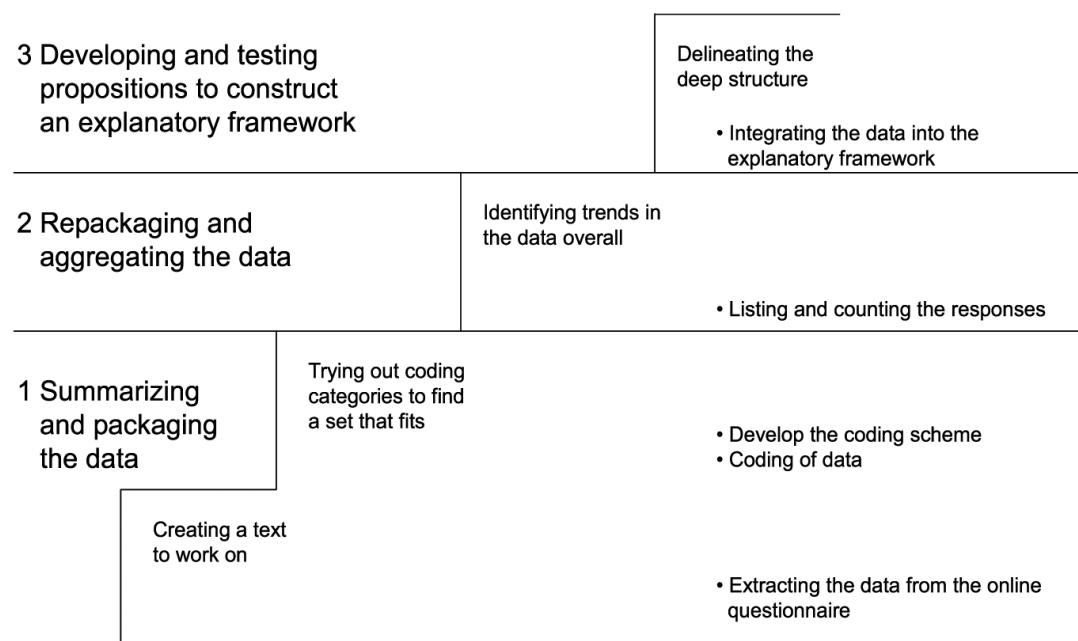 3 Developing and testing
propositions to construct
an explanatory framework
Delineating the
deep structure
• Integrating the data into the
explanatory framework
2 Repackaging and
aggregating the data
Identifying trends in
the data overall
• Listing and counting the responses
1 Summarizing
and packaging
the data
Trying out coding
categories to find
a set that fits
• Develop the coding scheme
• Coding of data
Creating a text
to work on
• Extracting the data from the online
questionnaire